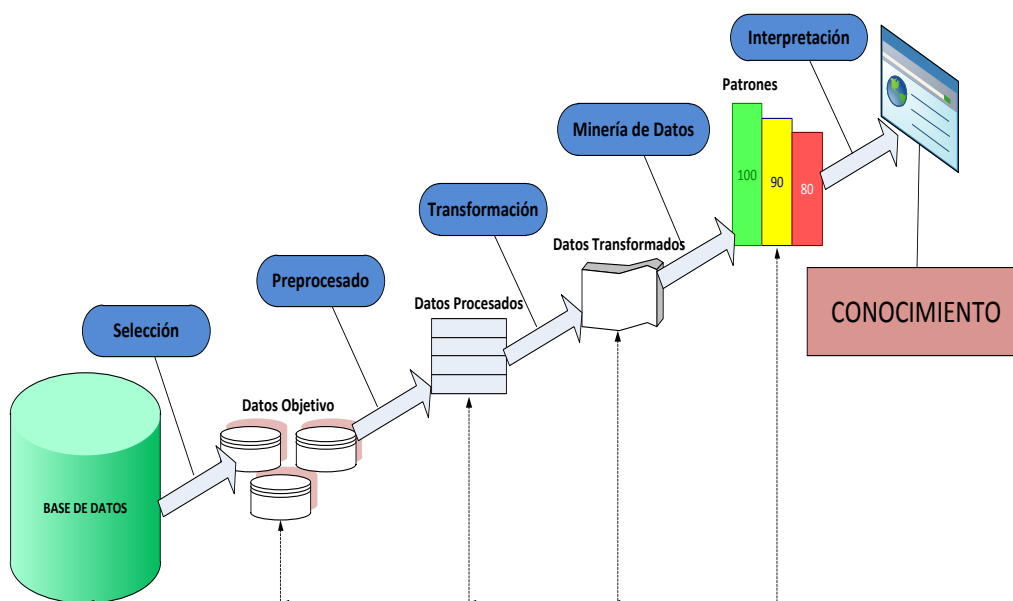 Interpretación
Patrones
Minería de Datos
100
90
80
Transformación
Datos Transformados
Preprocesado
Datos Procesados
CONOCIMIENTO
Selección
Datos Objetivo
BASE DE DATOS